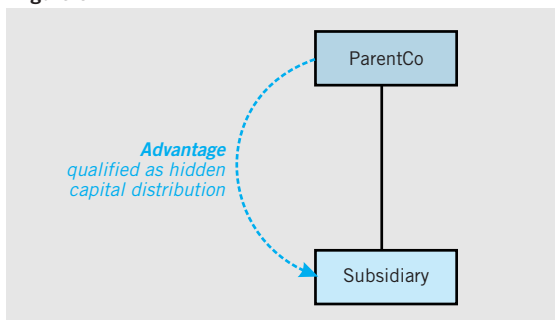 ParentCo
Advantage
qualified as hidden
capital distribution
Subsidiary